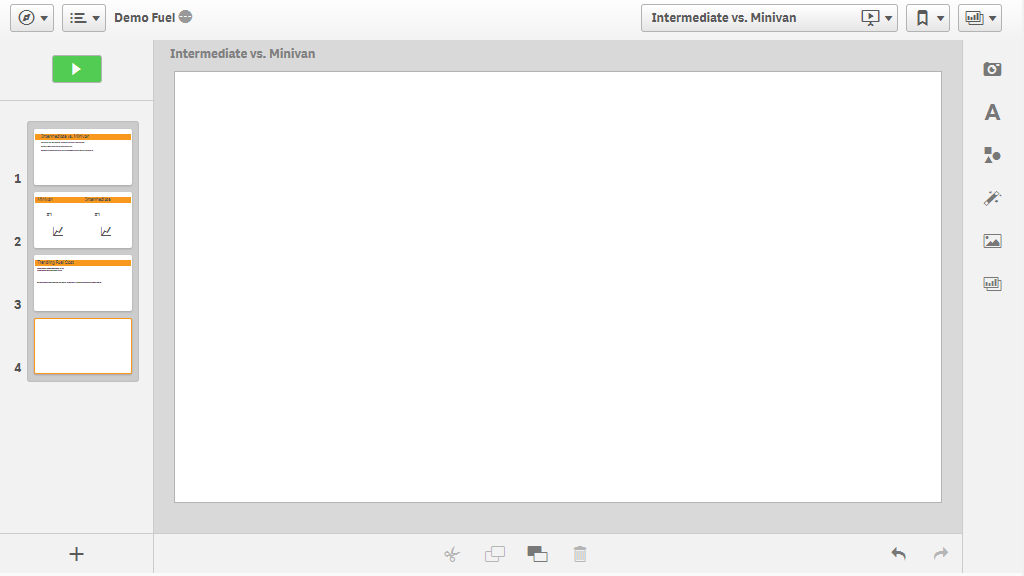 Demo Fuel
Intermediate vs. Minivan
Intermediate vs. Minivan
A
1
Intermediate vs. Minivan
2
Minivan Intermediate
3
Trending Fuel Cost
4